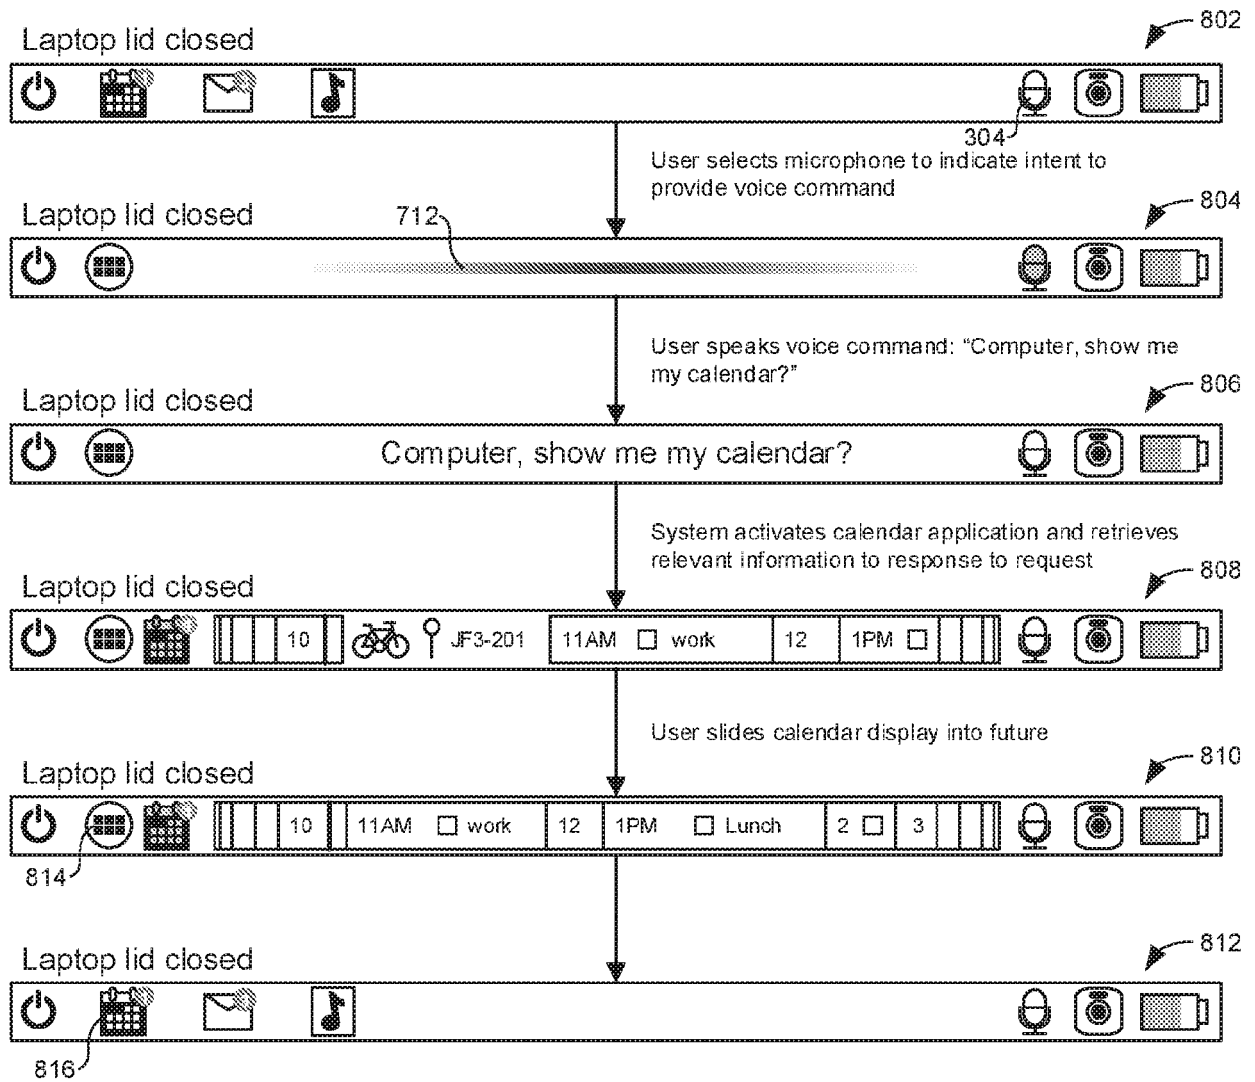 802
Laptop lid closed
304
User selects microphone to indicate intent to
provide voice command
804
Laptop lid closed
712
User speaks voice command: “Computer, show me
my calendar?”
806
Laptop lid closed
Computer, show me my calendar?
System activates calendar application and retrieves
relevant information to response to request
808
Laptop lid closed
10 JF3-201 11AM work 12 1PM
User slides calendar display into future
810
Laptop lid closed
10 11AM work 12 1PM Lunch 2 3
814
812
Laptop lid closed
816